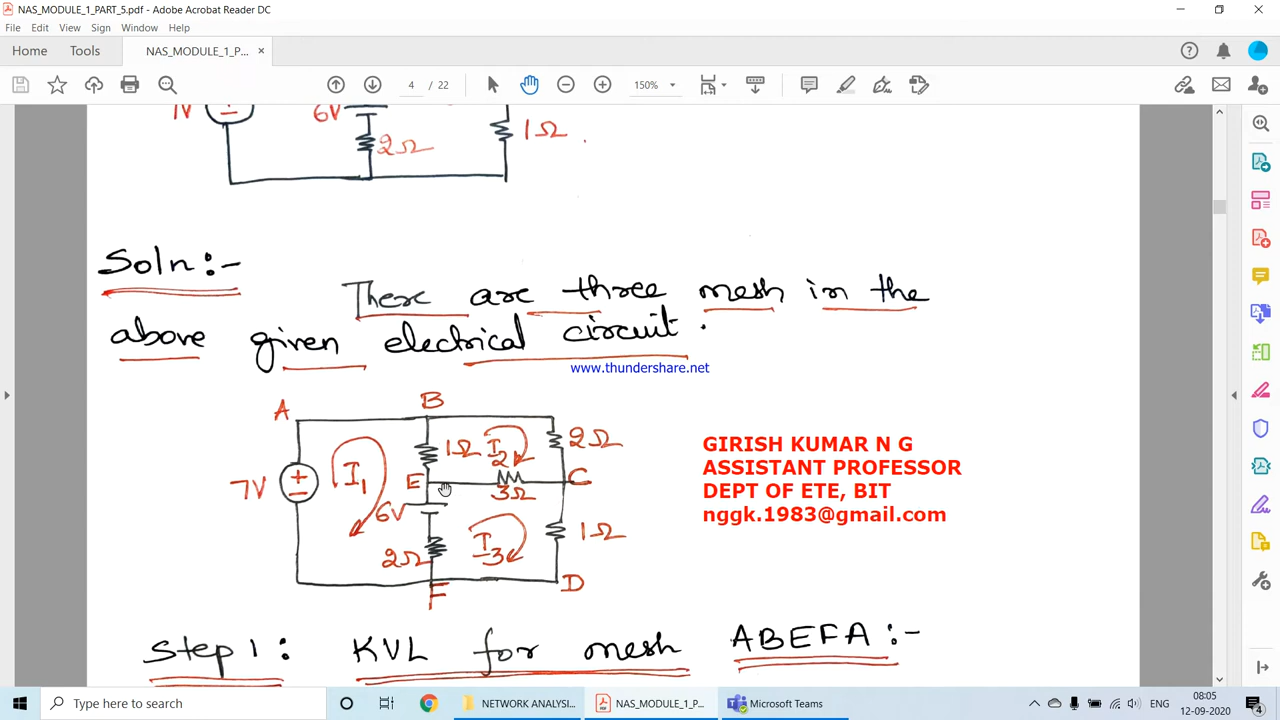 NAS_MODULE_1_PART_5.pdf - Adobe Acrobat Reader DC
File Edit View Sign Window Help
Home Tools NAS_MODULE_1_P... ×
4 / 22 150%
1V 6V 1Ω
2Ω
Soln:-
There are three mesh in the
above given electrical circuit.
www.thundershare.net
A B
1Ω I2 2Ω
7V I1 E 3Ω C
6V
2Ω I3 1Ω
F D
GIRISH KUMAR N G
ASSISTANT PROFESSOR
DEPT OF ETE, BIT
nggk.1983@gmail.com
Step 1: KVL for mesh ABEFA:-
Type here to search
NETWORK ANALYSI...
NAS_MODULE_1_P...
Microsoft Teams
08:05
12-09-2020
4